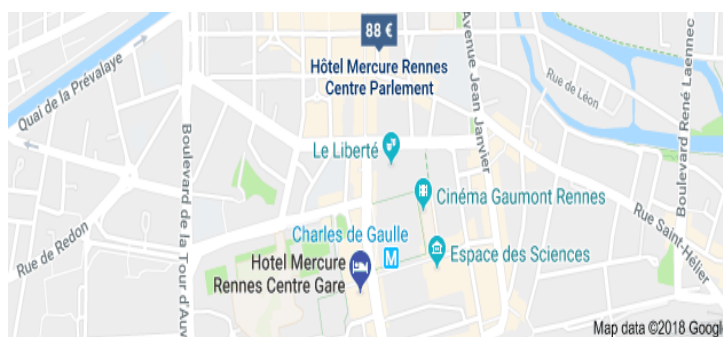 88 €
Hôtel Mercure Rennes
Centre Parlement
Quai de la Prévalaye
Avenue Jean Janvier
Rue de Léon
Boulevard René Laennec
Boulevard de la Tour d'Auv
Le Liberté
Cinéma Gaumont Rennes
Rue Saint-Hélier
Charles de Gaulle
M
Espace des Sciences
Rue de Redon
Hotel Mercure
Rennes Centre Gare
Map data ©2018 Google